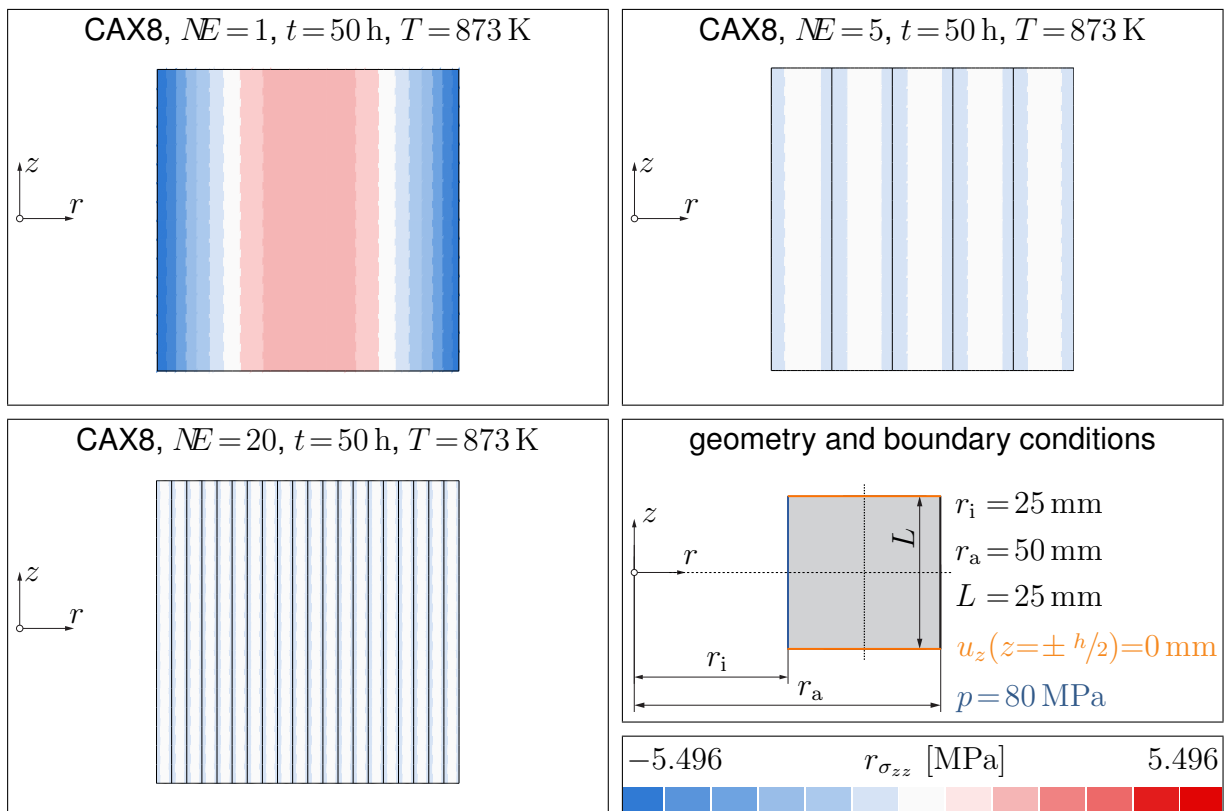 CAX8, NE = 1, t = 50 h, T = 873 K
z
r
CAX8, NE = 5, t = 50 h, T = 873 K
z
r
CAX8, NE = 20, t = 50 h, T = 873 K
z
r
geometry and boundary conditions
z
r
L
r_i
r_a
r_i = 25 mm
r_a = 50 mm
L = 25 mm
u_z(z=± h/2)=0 mm
p = 80 MPa
−5.496 r_σ_zz [MPa] 5.496